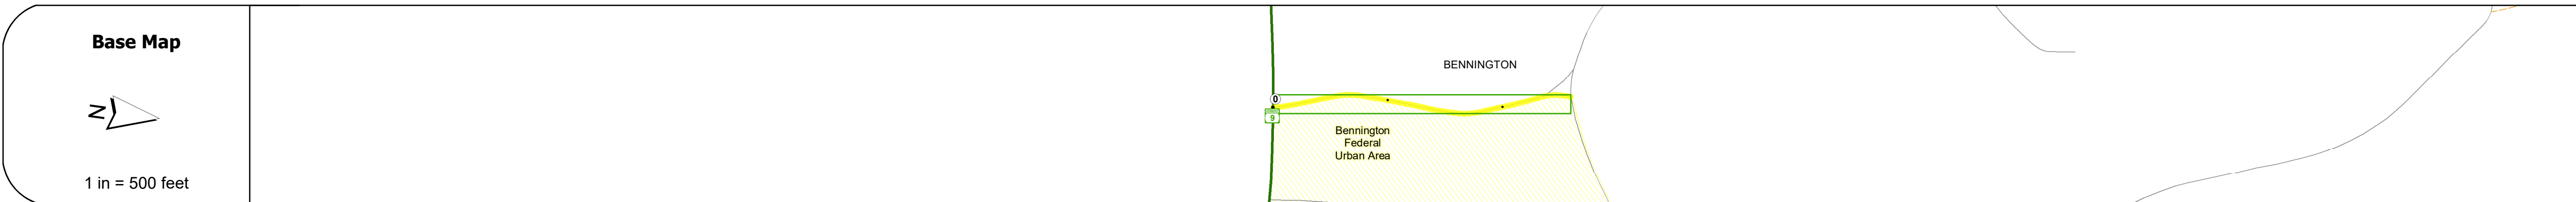 Base Map
N
1 in = 500 feet
BENNINGTON
0
9
Bennington
Federal
Urban Area